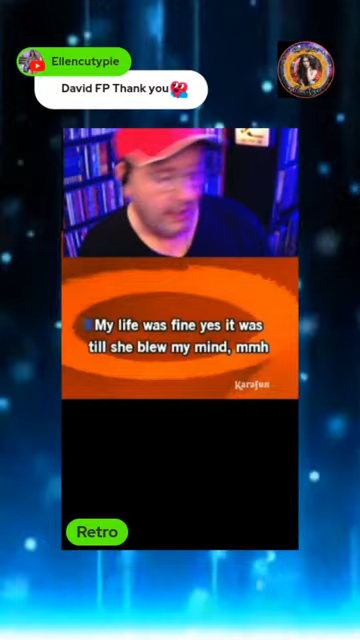 Ellencutypie
David FP Thank you
My life was fine yes it was
till she blew my mind, mmh
Karafun
Retro